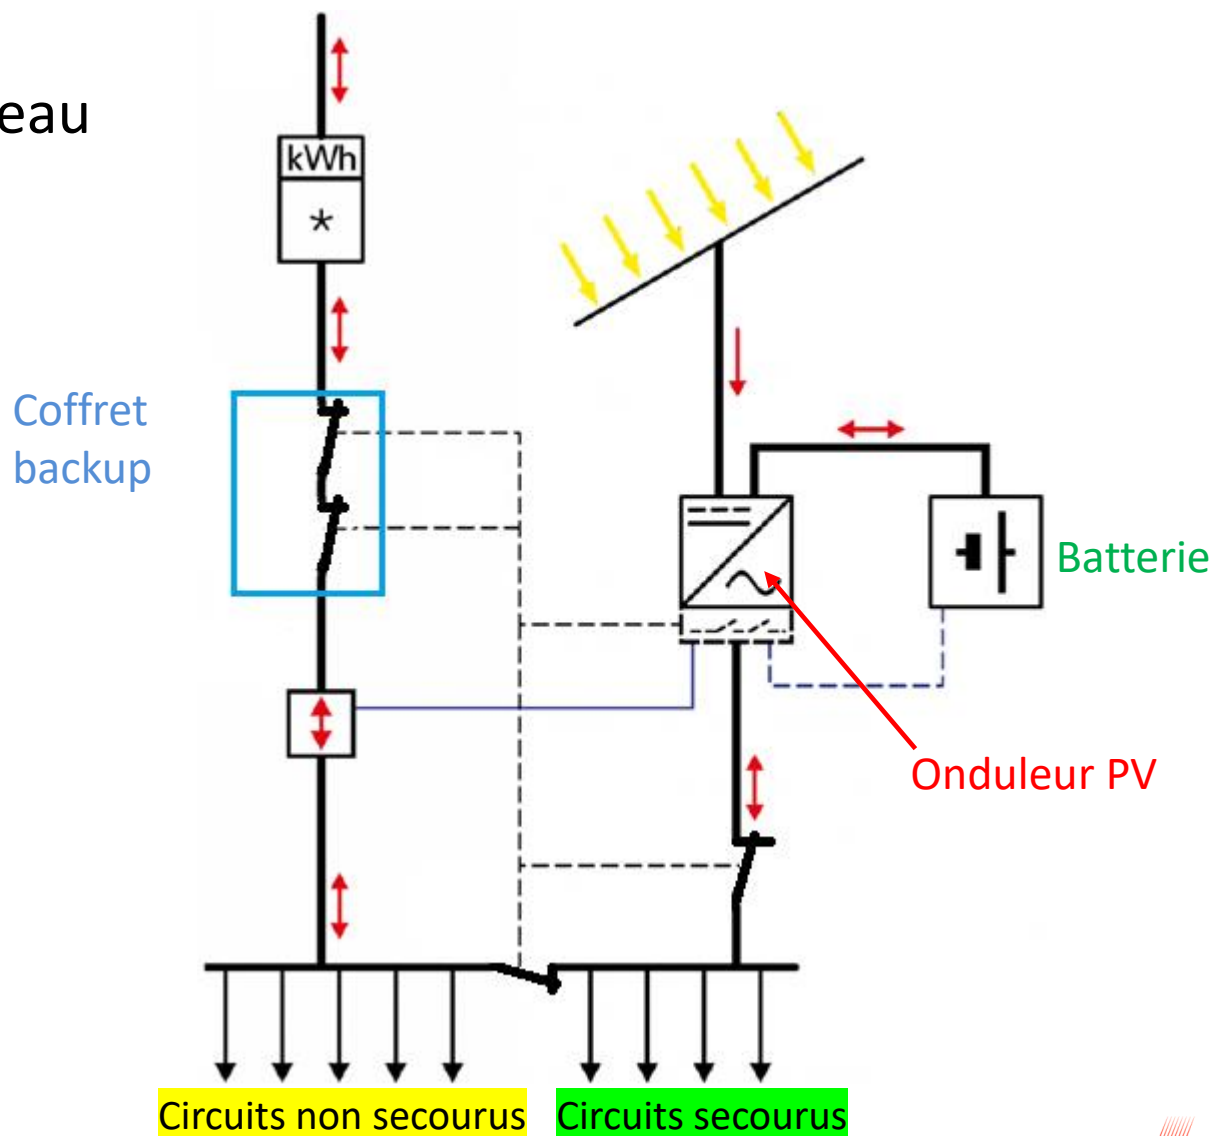 eau
kWh
*
Coffret
backup
Batterie
Onduleur PV
Circuits non secourus
Circuits secourus